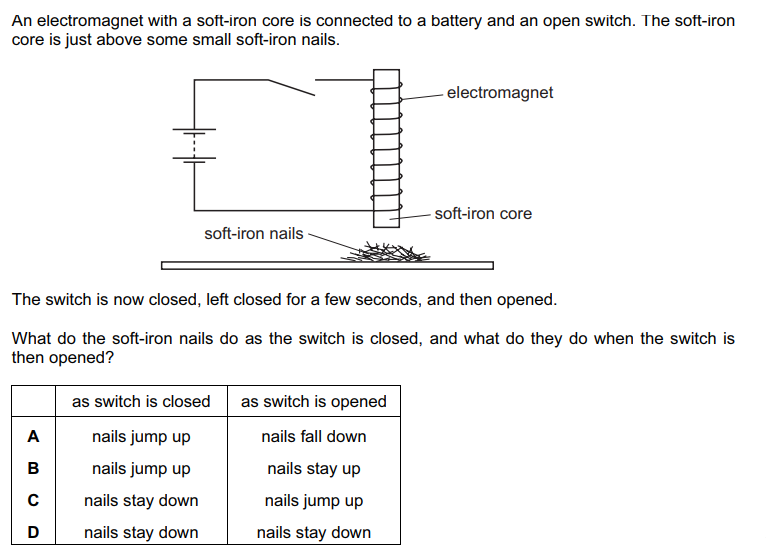 An electromagnet with a soft-iron core is connected to a battery and an open switch. The soft-iron
core is just above some small soft-iron nails.
electromagnet
soft-iron core
soft-iron nails
The switch is now closed, left closed for a few seconds, and then opened.
What do the soft-iron nails do as the switch is closed, and what do they do when the switch is
then opened?
as switch is closed as switch is opened
A nails jump up nails fall down
B nails jump up nails stay up
C nails stay down nails jump up
D nails stay down nails stay down